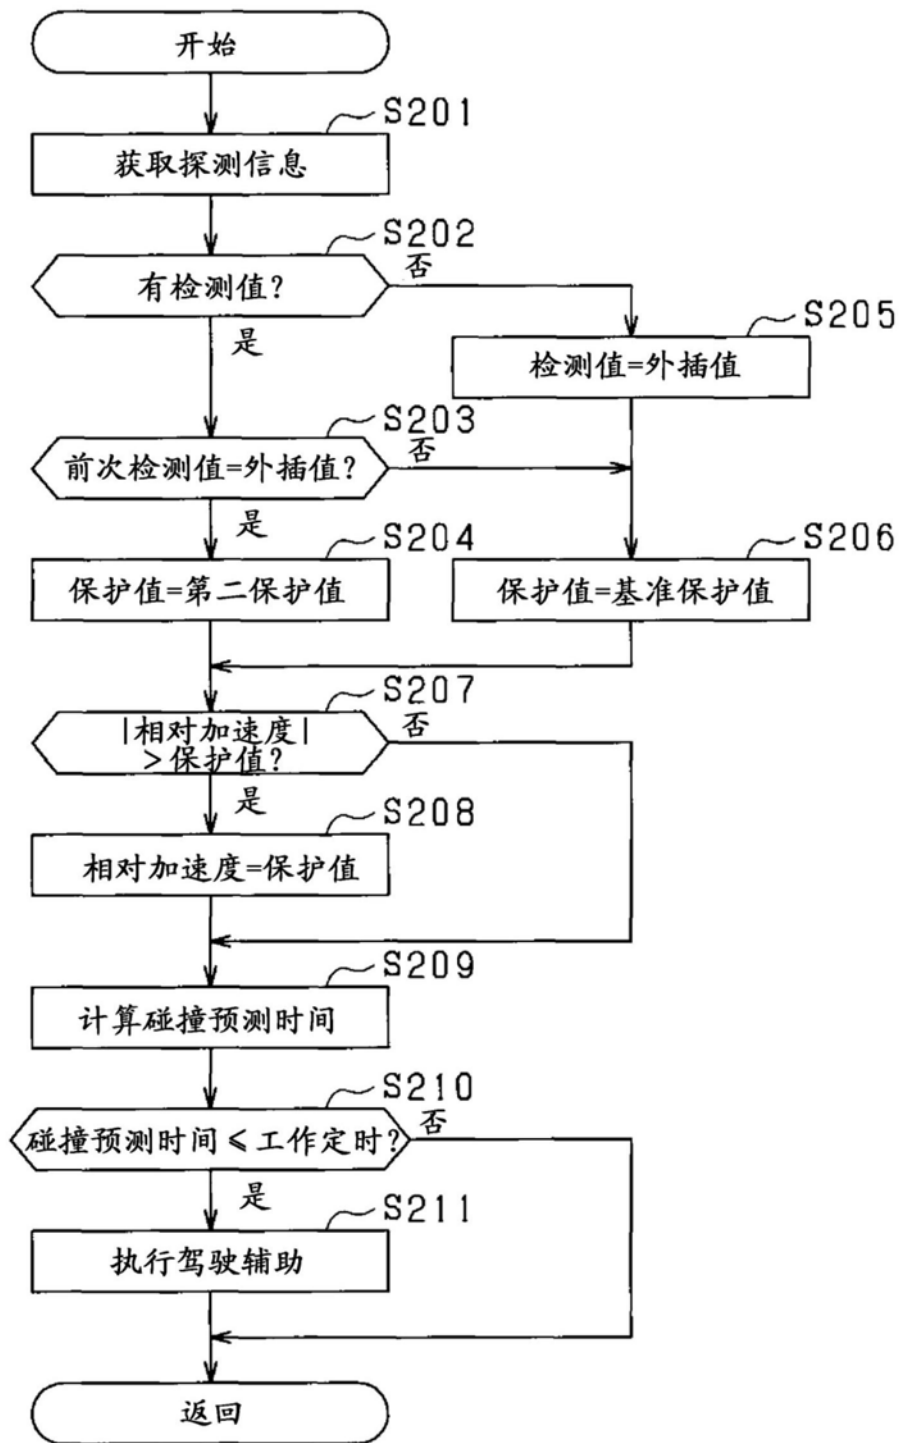 开始
S201
获取探测信息
S202
有检测值？
否
是
S205
检测值=外插值
S203
前次检测值=外插值？
否
是
S204
保护值=第二保护值
S206
保护值=基准保护值
S207
|相对加速度|
>保护值？
否
是
S208
相对加速度=保护值
S209
计算碰撞预测时间
S210
碰撞预测时间≤工作定时？
否
是
S211
执行驾驶辅助
返回